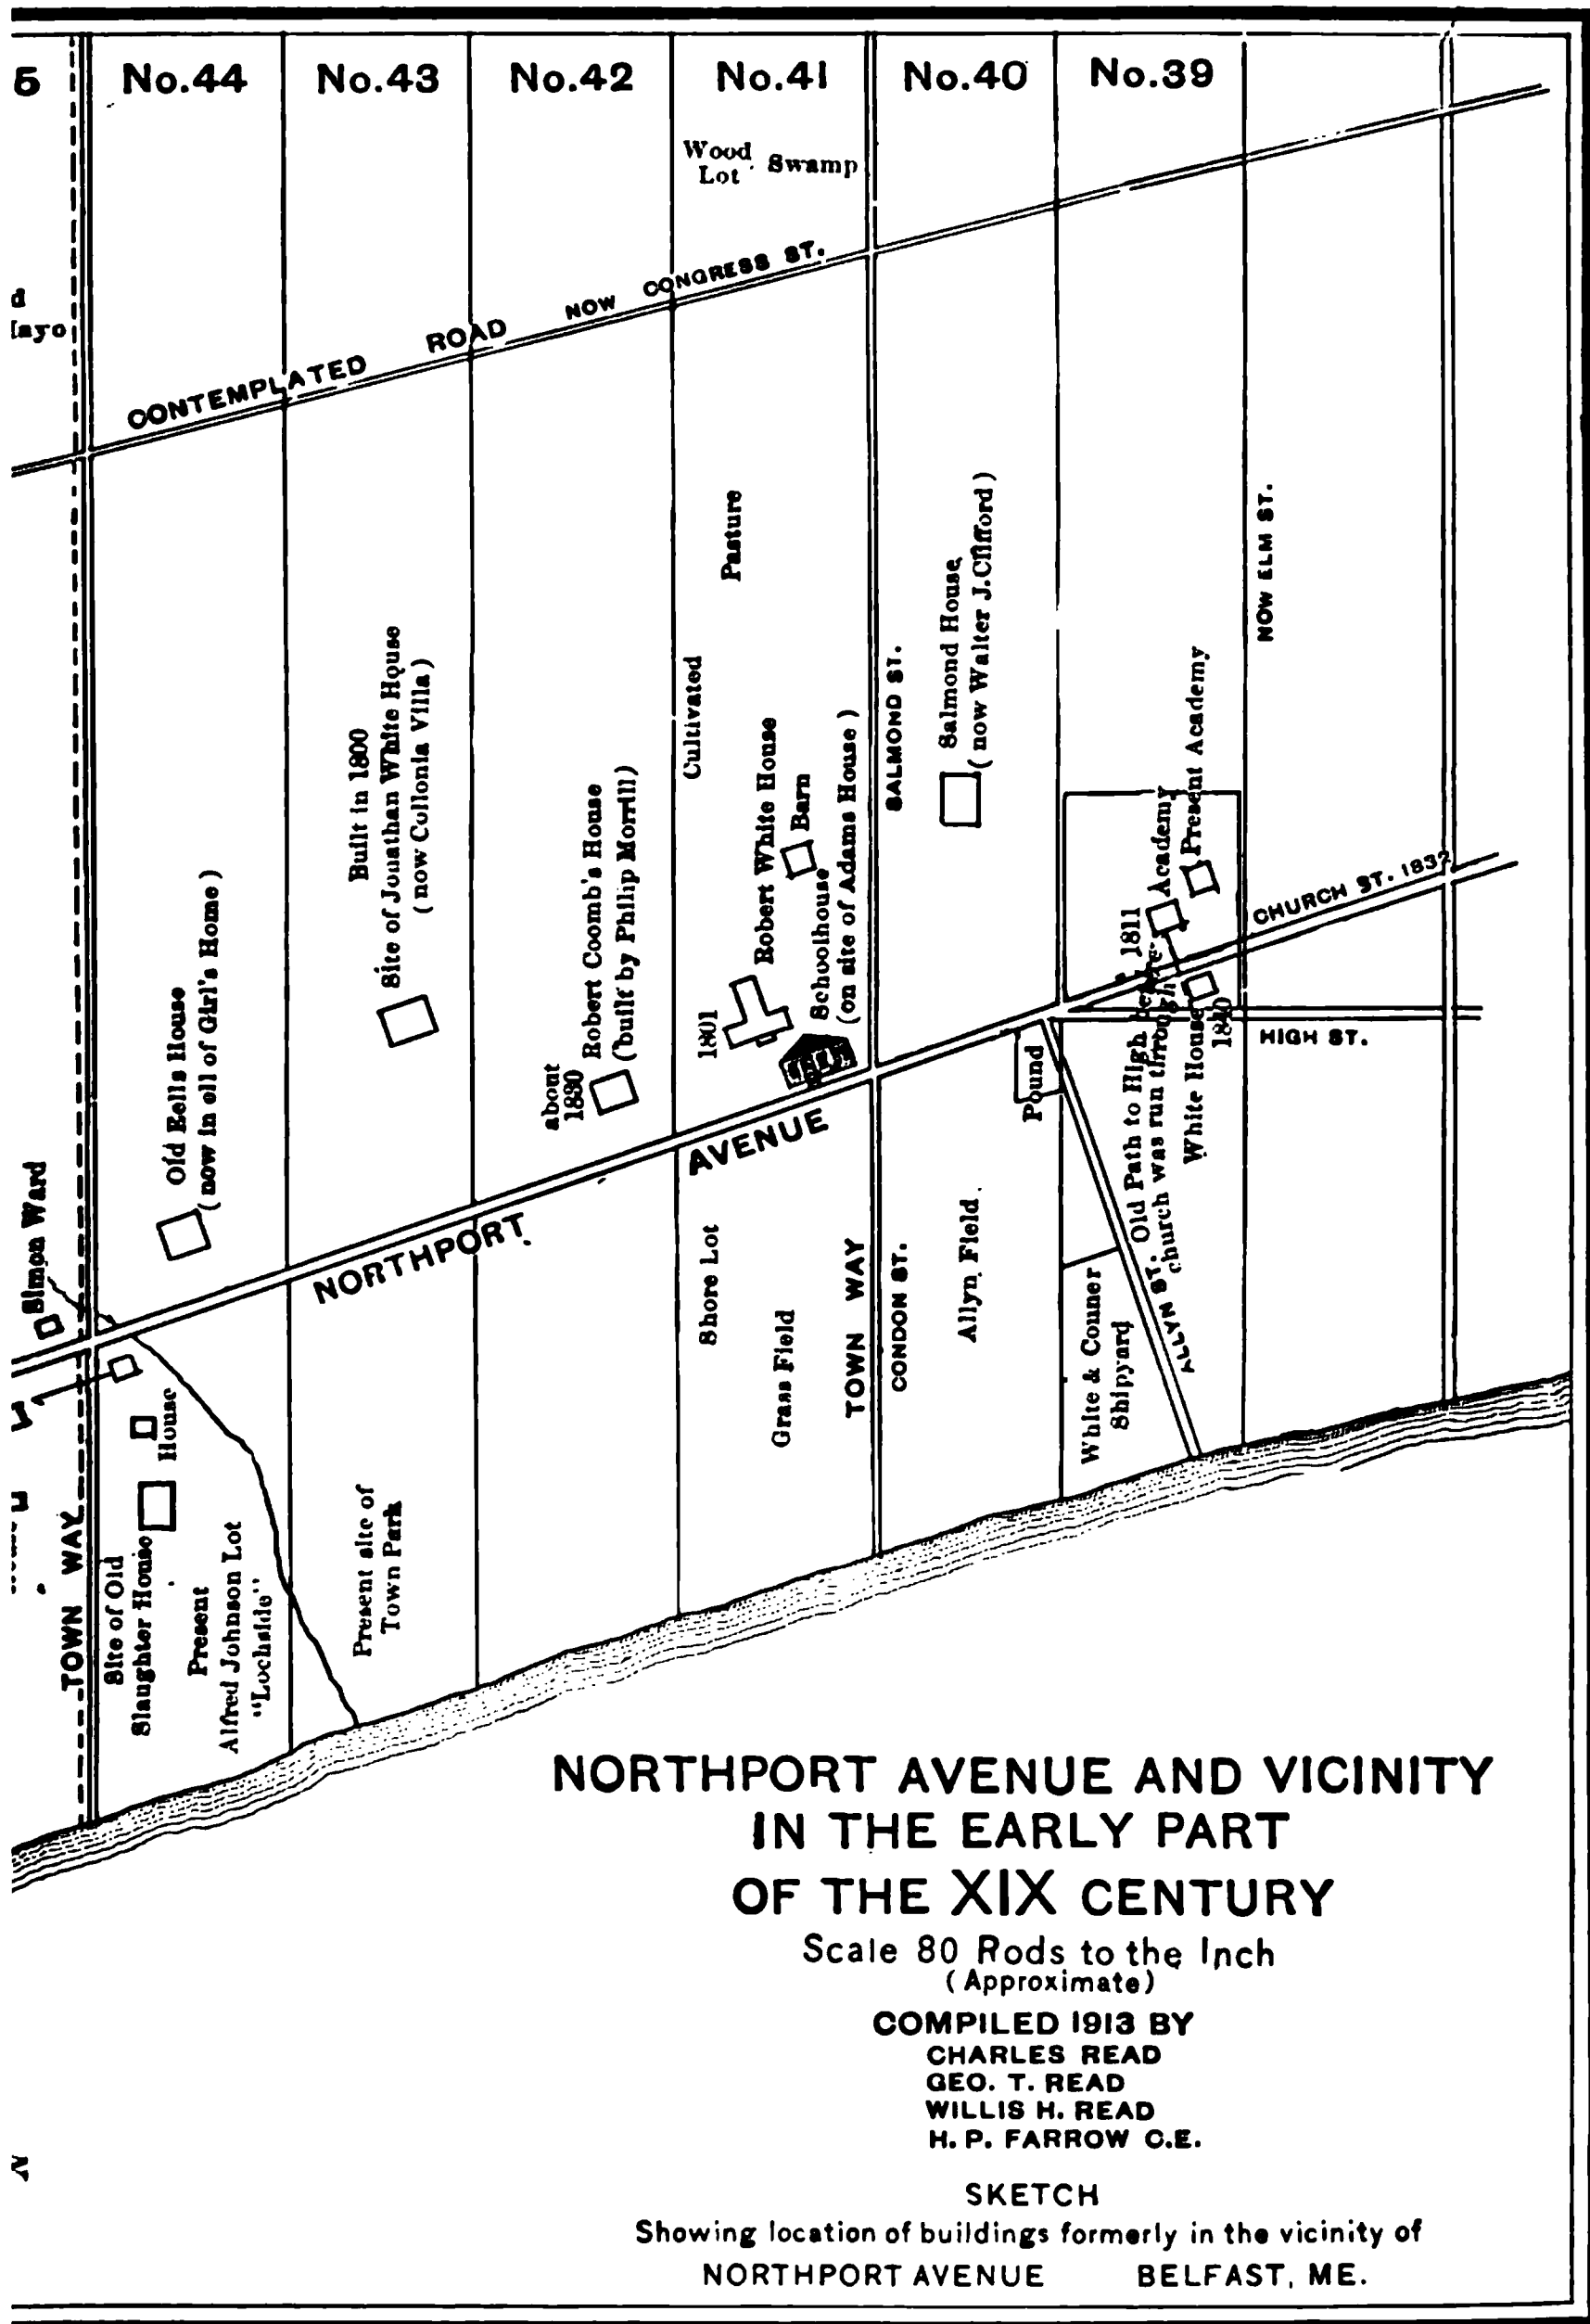 5
No.44
No.43
No.42
No.41
No.40
No.39
Wood
Lot
Swamp
CONTEMPLATED ROAD NOW CONGRESS ST.
d
Mayo
Pasture
Cultivated
NOW ELM ST.
SALMOND ST.
Salmond House
(now Walter J. Clifford)
Built in 1800
Site of Jonathan White House
(now Collonia Villa)
about
1830
Robert Coomb's House
(built by Philip Morrill)
1801
Robert White House
Barn
Schoolhouse
(on site of Adams House)
Old Eells House
(now in ell of Girl's Home)
1811
Academy
Present Academy
CHURCH ST. 1832
HIGH ST.
White House
1840
Old Path to High before
church was run through
Pound
ALLYN ST.
NORTHPORT AVENUE
Simon Ward
House
Site of Old
Slaughter House
Present
Alfred Johnson Lot
"Lochside"
Present site of
Town Park
Shore Lot
Grass Field
TOWN WAY
CONDON ST.
Allyn Field
White & Conner
Shipyard
TOWN WAY
NORTHPORT AVENUE AND VICINITY
IN THE EARLY PART
OF THE XIX CENTURY
Scale 80 Rods to the Inch
(Approximate)
COMPILED 1913 BY
CHARLES READ
GEO. T. READ
WILLIS H. READ
H. P. FARROW C.E.
SKETCH
Showing location of buildings formerly in the vicinity of
NORTHPORT AVENUE BELFAST, ME.